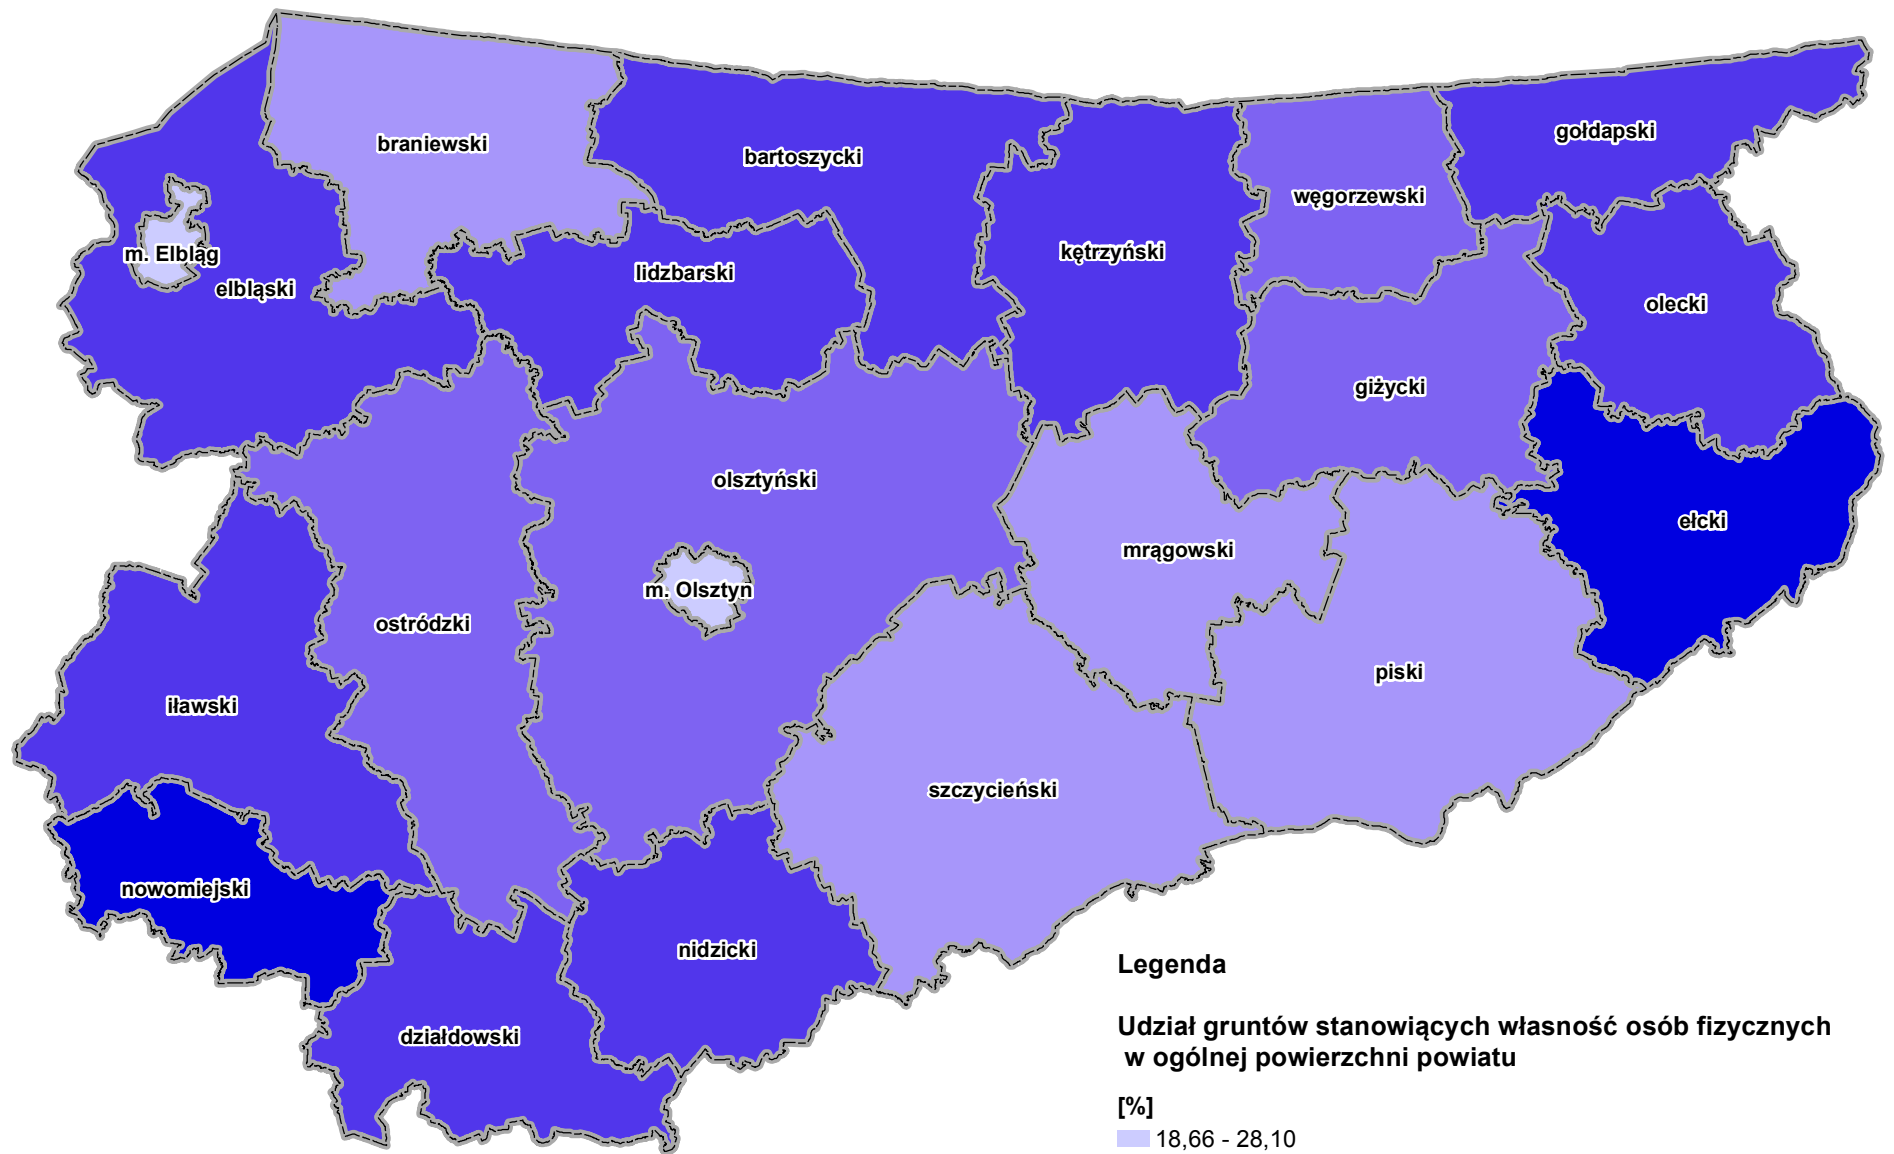 braniewski
bartoszycki
gołdapski
węgorzewski
m. Elbląg
elbląski
lidzbarski
kętrzyński
olecki
giżycki
olsztyński
ełcki
mrągowski
m. Olsztyn
ostródzki
piski
iławski
szczycieński
nowomiejski
nidzicki
działdowski
Legenda
Udział gruntów stanowiących własność osób fizycznych
w ogólnej powierzchni powiatu
[%]
18,66 - 28,10